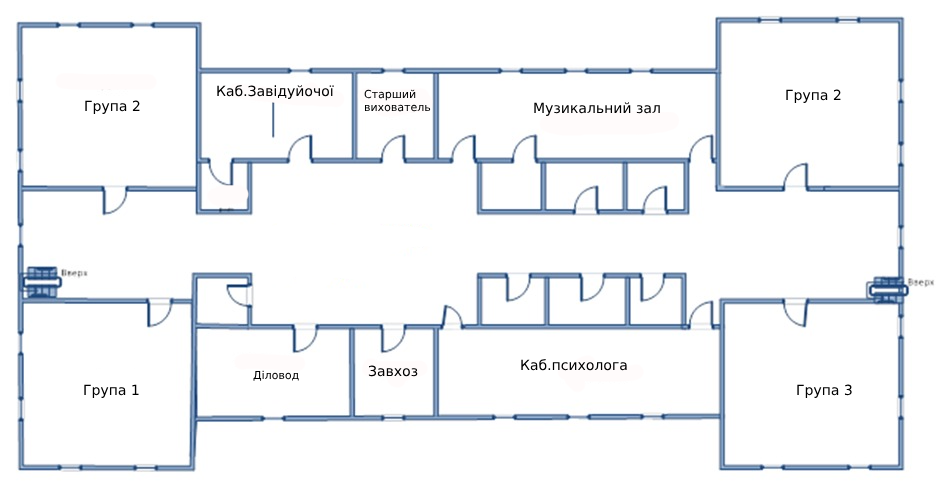 Група 2
Каб.Завідуйочої
Старший
вихователь
Музикальний зал
Група 2
Вверх
Вверх
Група 1
Діловод
Завхоз
Каб.психолога
Група 3